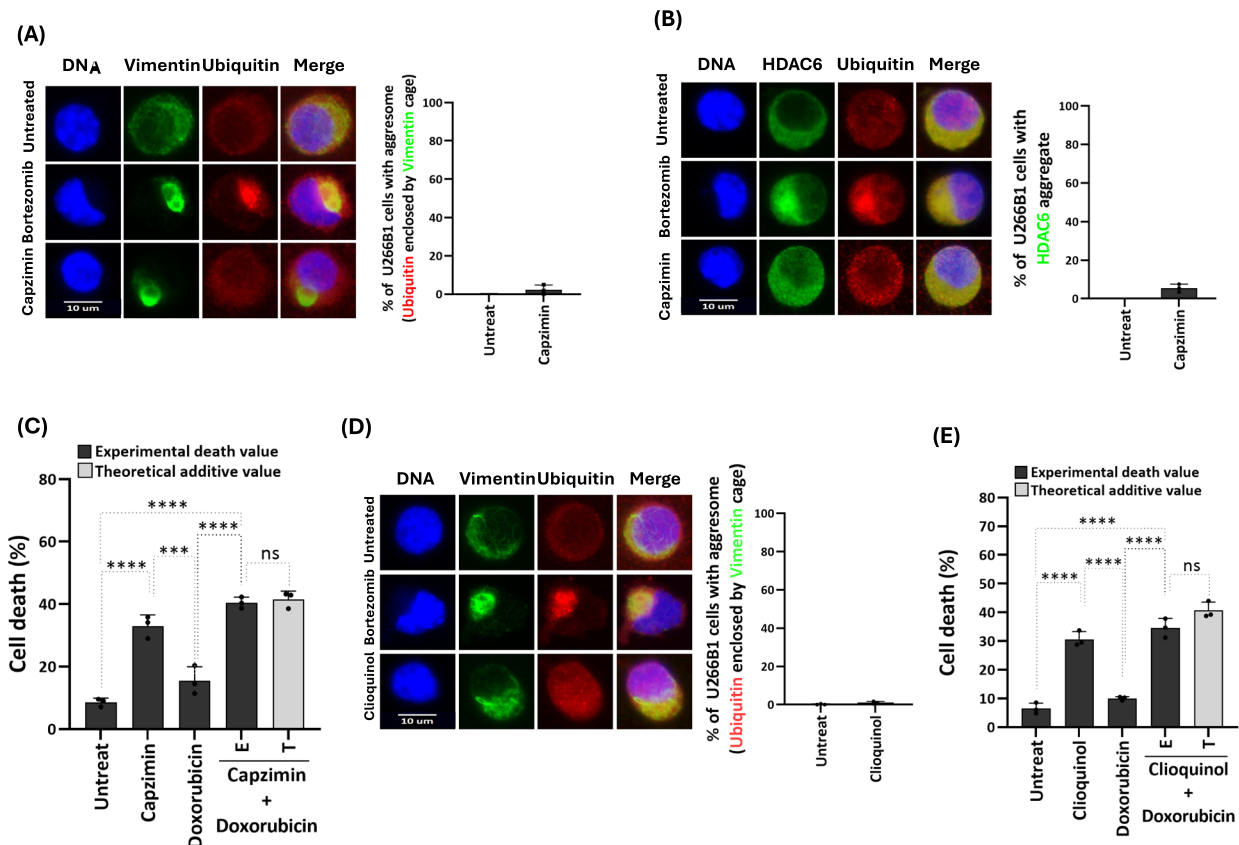 (A)
DNA Vimentin Ubiquitin Merge
Untreated
Bortezomib
Capzimin
10 um
% of U266B1 cells with aggresome
(Ubiquitin enclosed by Vimentin cage)
100
80
60
40
20
0
Untreat
Capzimin
(B)
DNA HDAC6 Ubiquitin Merge
Untreated
Bortezomib
Capzimin
10 um
% of U266B1 cells with
HDAC6 aggregate
100
80
60
40
20
0
Untreat
Capzimin
(C)
Experimental death value
Theoretical additive value
Cell death (%)
80
60
40
20
0
****
****
***
****
ns
Untreat
Capzimin
Doxorubicin
E
T
Capzimin
+
Doxorubicin
(D)
DNA Vimentin Ubiquitin Merge
Untreated
Bortezomib
Clioquinol
10 um
% of U266B1 cells with aggresome
(Ubiquitin enclosed by Vimentin cage)
100
80
60
40
20
0
Untreat
Clioquinol
(E)
Experimental death value
Theoretical additive value
Cell death (%)
80
70
60
50
40
30
20
10
0
****
****
****
****
ns
Untreat
Clioquinol
Doxorubicin
E
T
Clioquinol
+
Doxorubicin